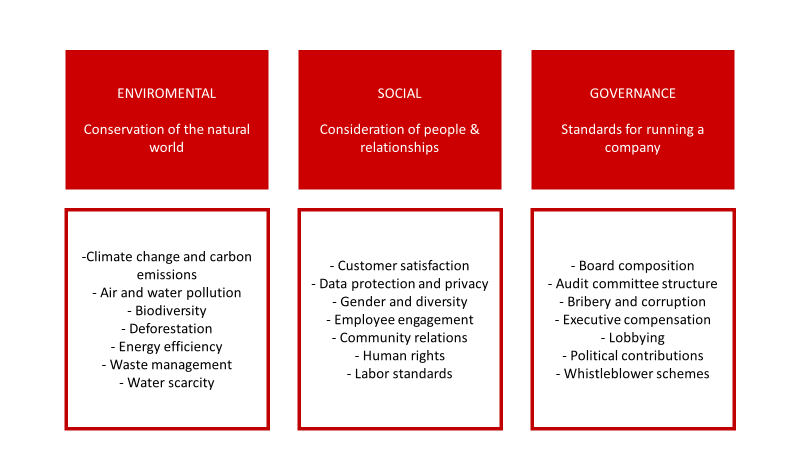 ENVIROMENTAL
Conservation of the natural
world
SOCIAL
Consideration of people &
relationships
GOVERNANCE
Standards for running a
company
-Climate change and carbon
emissions
- Air and water pollution
- Biodiversity
- Deforestation
- Energy efficiency
- Waste management
- Water scarcity
- Customer satisfaction
- Data protection and privacy
- Gender and diversity
- Employee engagement
- Community relations
- Human rights
- Labor standards
- Board composition
- Audit committee structure
- Bribery and corruption
- Executive compensation
- Lobbying
- Political contributions
- Whistleblower schemes